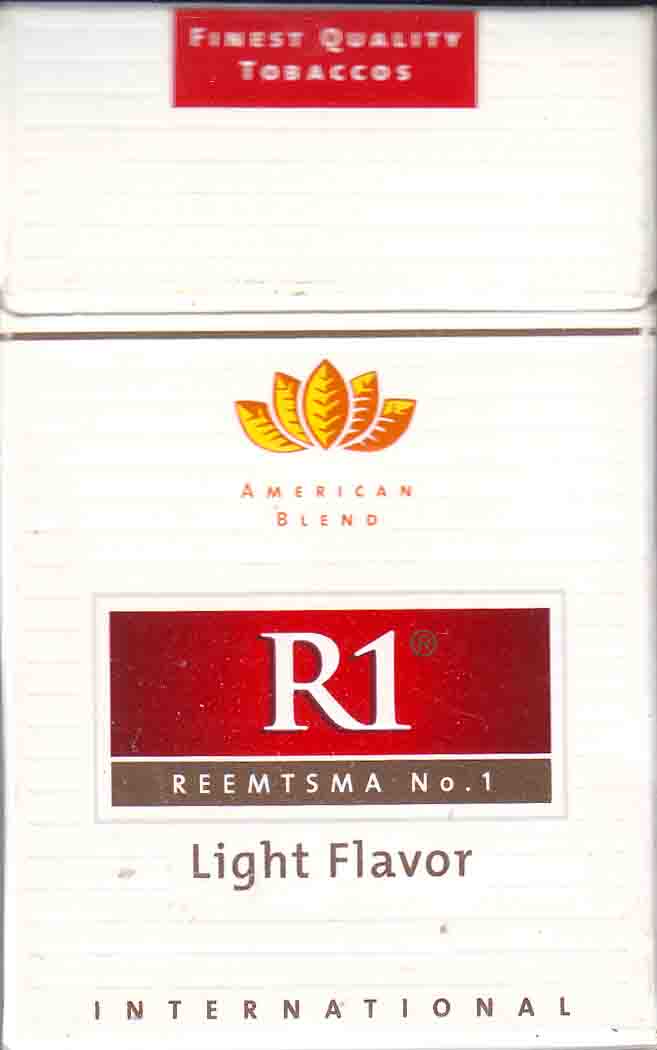 FINEST QUALITY
TOBACCOS
AMERICAN
BLEND
R1®
REEMTSMA No.1
Light Flavor
INTERNATIONAL